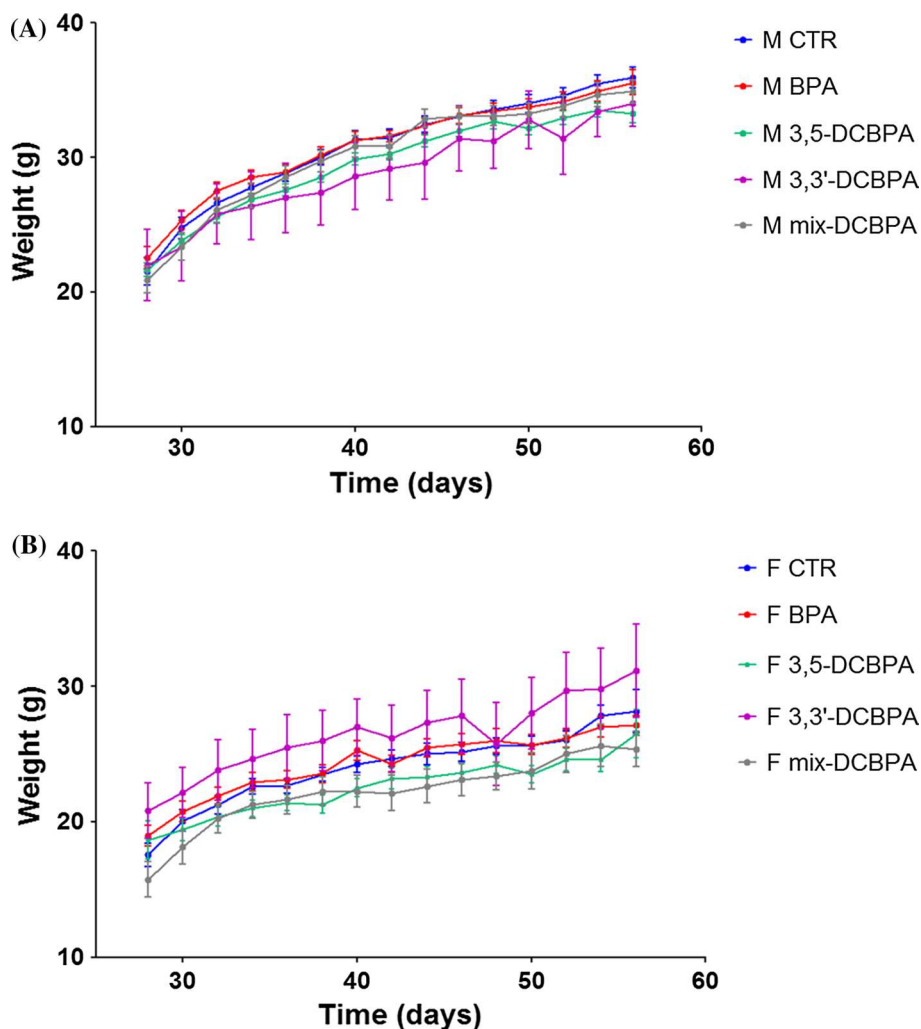 (A)
40
30
20
10
Weight (g)
30
40
50
60
Time (days)
M CTR
M BPA
M 3,5-DCBPA
M 3,3'-DCBPA
M mix-DCBPA
(B)
40
30
20
10
Weight (g)
30
40
50
60
Time (days)
F CTR
F BPA
F 3,5-DCBPA
F 3,3'-DCBPA
F mix-DCBPA